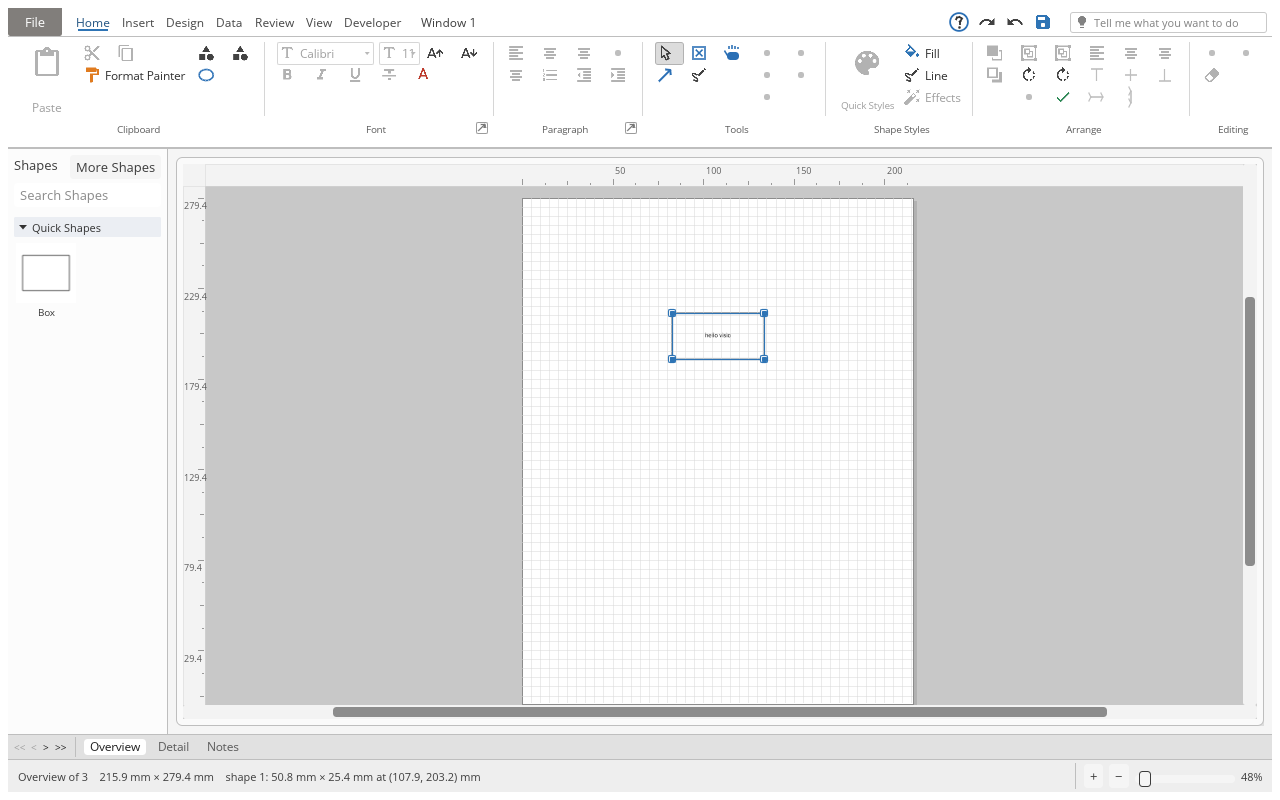 File Home Insert Design Data Review View Developer Window 1 Tell me what you want to do
Calibri 11
Format Painter
Paste
Fill
Line
Effects
Quick Styles
Clipboard Font Paragraph Tools Shape Styles Arrange Editing
Shapes More Shapes
Search Shapes
Quick Shapes
Box
50 100 150 200
279.4
229.4
179.4
129.4
79.4
29.4
hello visio
<< < > >> Overview Detail Notes
Overview of 3 215.9 mm × 279.4 mm shape 1: 50.8 mm × 25.4 mm at (107.9, 203.2) mm + − 48%